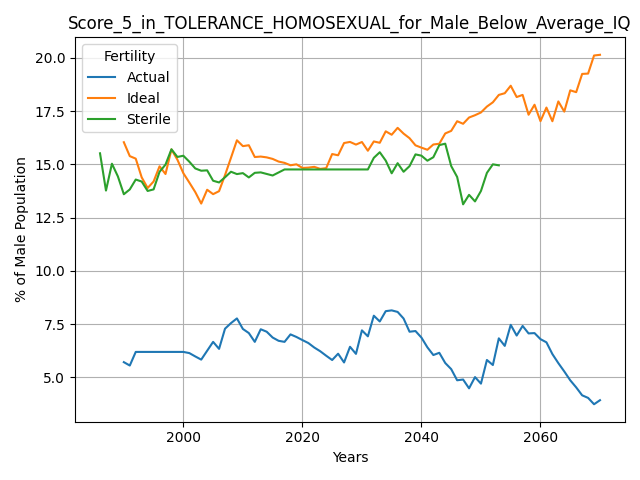 Score_5_in_TOLERANCE_HOMOSEXUAL_for_Male_Below_Average_IQ
Fertility
Actual
Ideal
Sterile
% of Male Population
20.0
17.5
15.0
12.5
10.0
7.5
5.0
2000 2020 2040 2060
Years